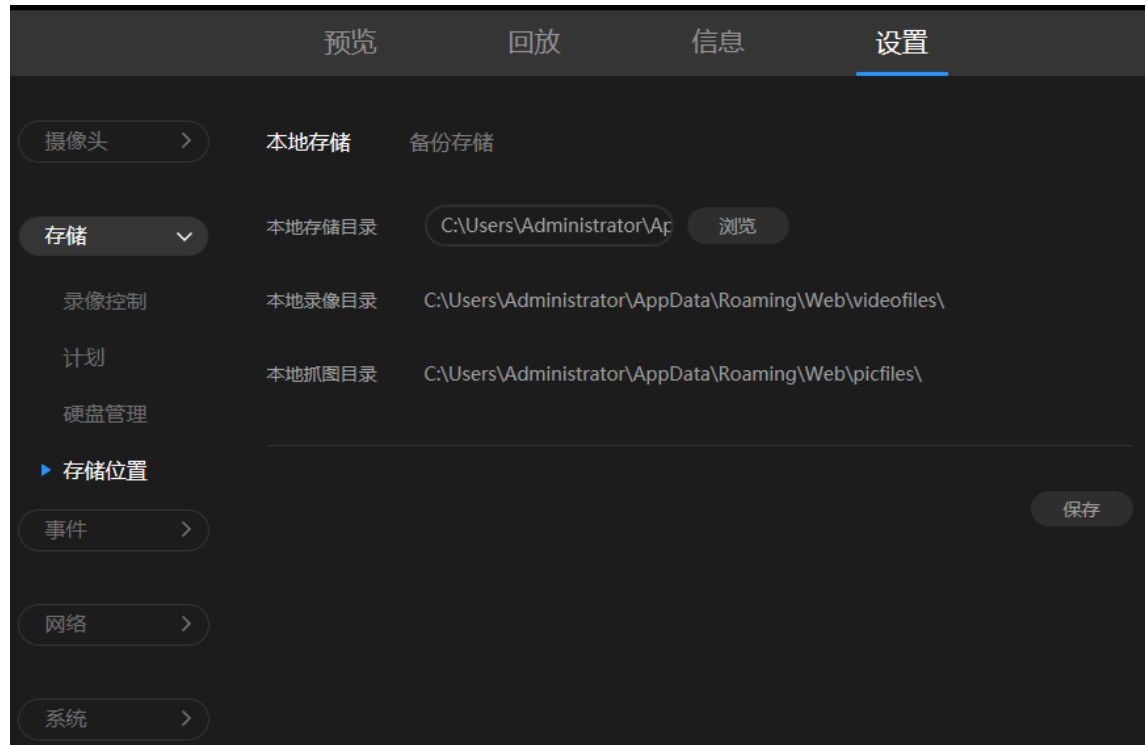 预览 回放 信息 设置
摄像头 本地存储 备份存储
存储 本地存储目录 C:\Users\Administrator\Ap 浏览
录像控制 本地录像目录 C:\Users\Administrator\AppData\Roaming\Web\videofiles\
计划
本地抓图目录 C:\Users\Administrator\AppData\Roaming\Web\picfiles\
硬盘管理
存储位置
保存
事件
网络
系统